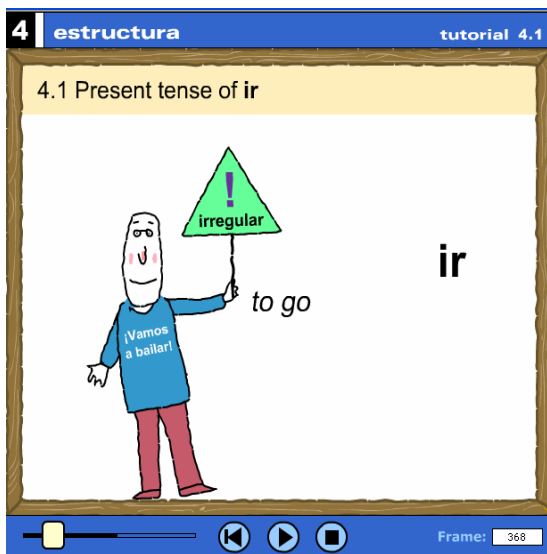 4 estructura tutorial 4.1
4.1 Present tense of ir
!
irregular
ir
to go
¡Vamos
a bailar!
Frame: 368